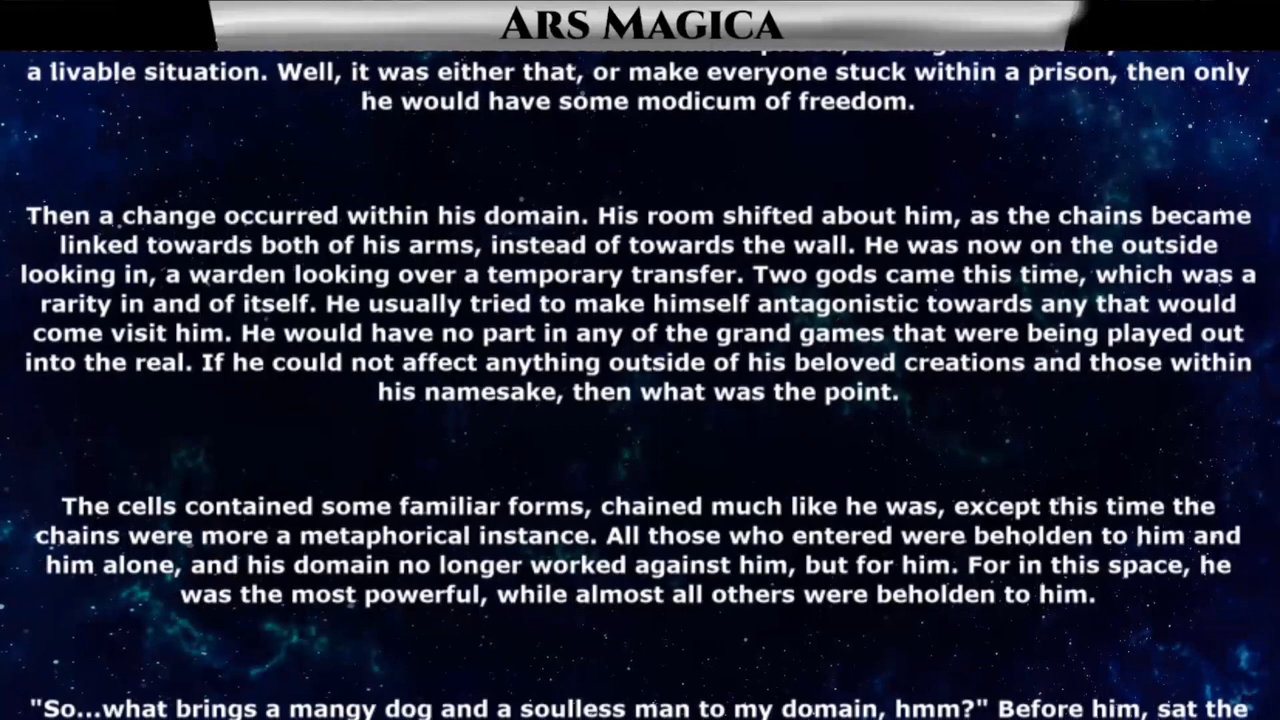 ARS MAGICA
a livable situation. Well, it was either that, or make everyone stuck within a prison, then only
he would have some modicum of freedom.
Then a change occurred within his domain. His room shifted about him, as the chains became
linked towards both of his arms, instead of towards the wall. He was now on the outside
looking in, a warden looking over a temporary transfer. Two gods came this time, which was a
rarity in and of itself. He usually tried to make himself antagonistic towards any that would
come visit him. He would have no part in any of the grand games that were being played out
into the real. If he could not affect anything outside of his beloved creations and those within
his namesake, then what was the point.
The cells contained some familiar forms, chained much like he was, except this time the
chains were more a metaphorical instance. All those who entered were beholden to him and
him alone, and his domain no longer worked against him, but for him. For in this space, he
was the most powerful, while almost all others were beholden to him.
"So...what brings a mangy dog and a soulless man to my domain, hmm?" Before him, sat the